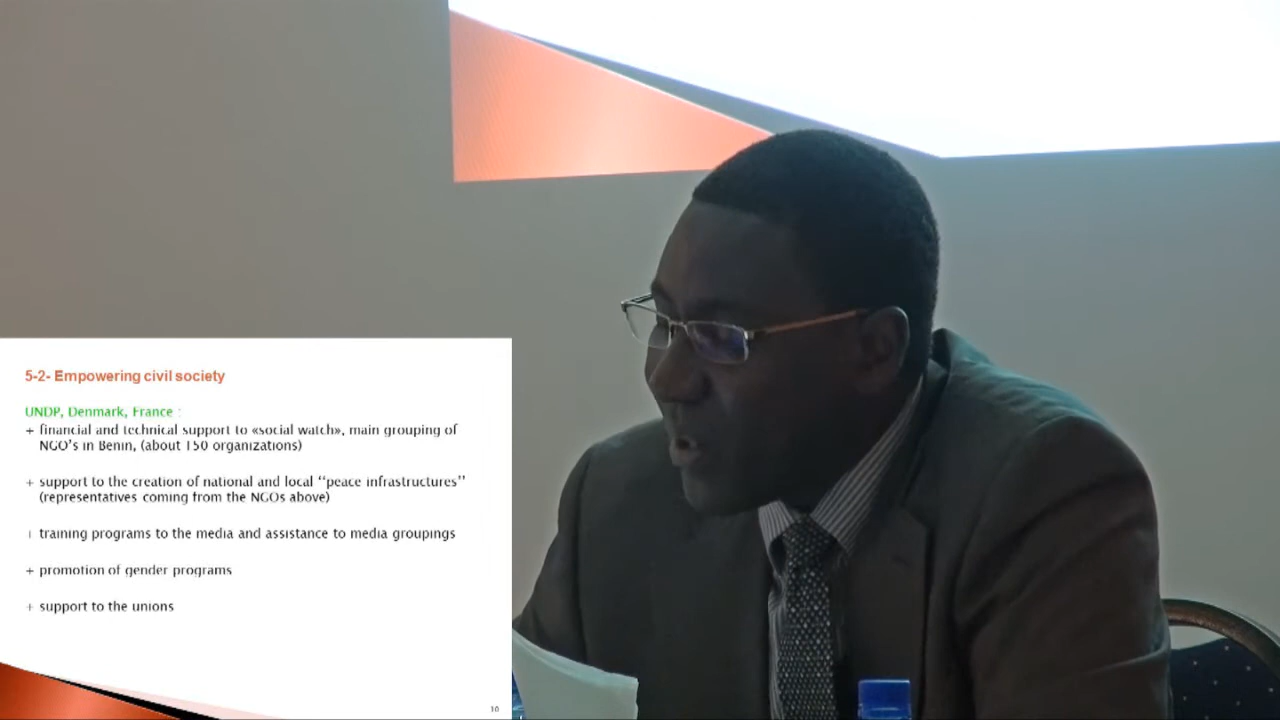 5-2- Empowering civil society
UNDP, Denmark, France :
+ financial and technical support to «social watch», main grouping of
NGO's in Benin, (about 150 organizations)
+ support to the creation of national and local “peace infrastructures”
(representatives coming from the NGOs above)
+ training programs to the media and assistance to media groupings
+ promotion of gender programs
+ support to the unions
10